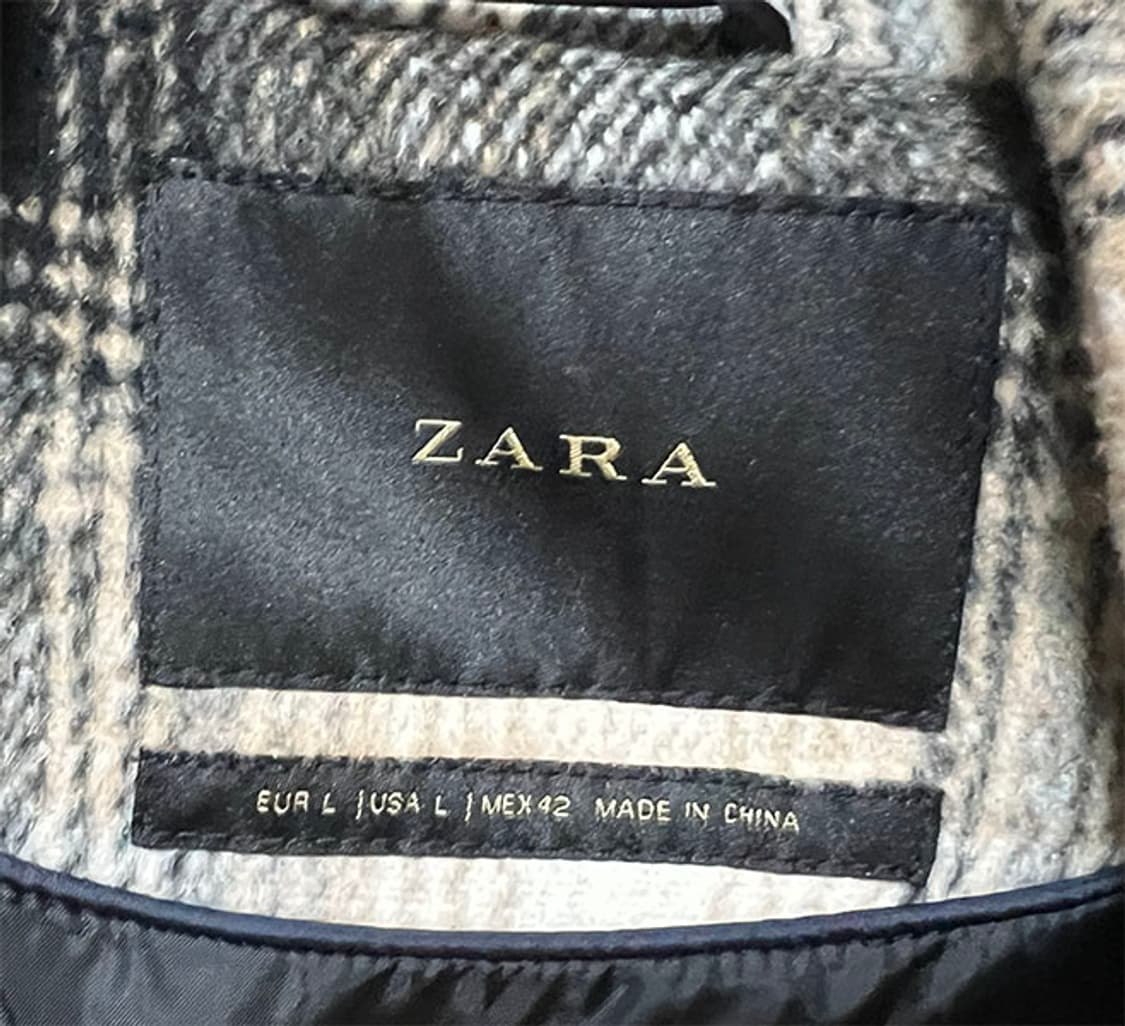 ZARA
EUR L | USA L | MEX 42 MADE IN CHINA